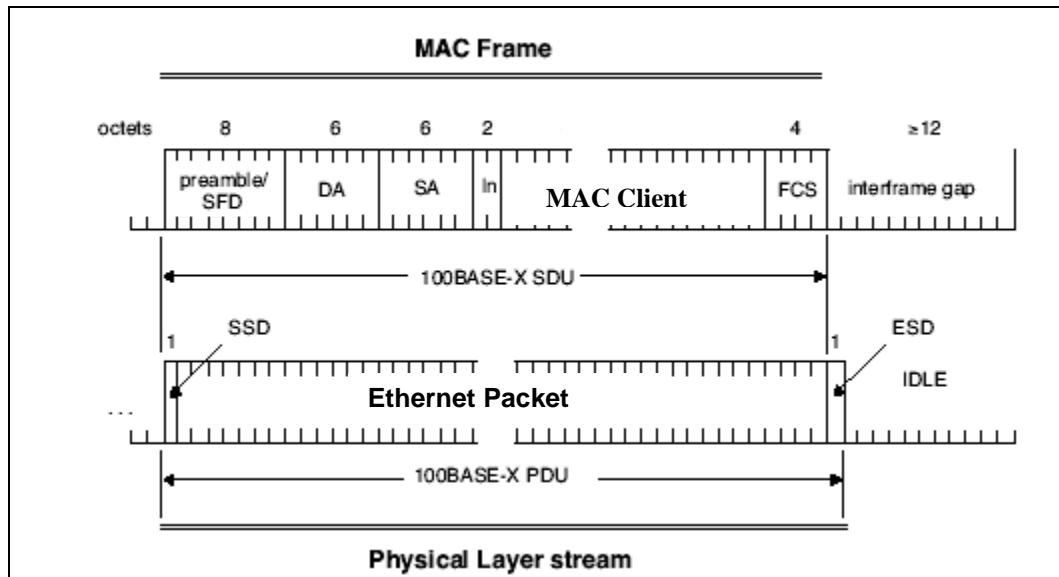 MAC Frame
octets 8 6 6 2 4 ≥12
preamble/
SFD DA SA ln MAC Client FCS interframe gap
100BASE-X SDU
1 SSD 1 ESD
IDLE
Ethernet Packet
...
100BASE-X PDU
Physical Layer stream